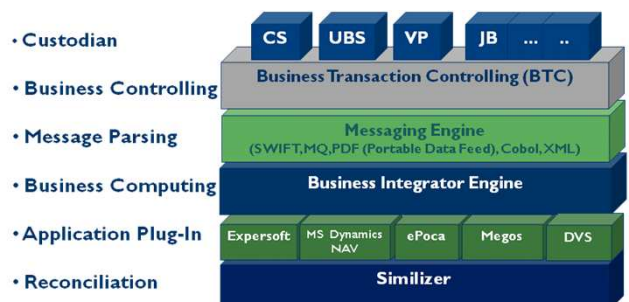 CS UBS VP JB ... ..
• Custodian
Business Transaction Controlling (BTC)
• Business Controlling
Messaging Engine
• Message Parsing
(SWIFT,MQ,PDF (Portable Data Feed), Cobol, XML)
• Business Computing
Business Integrator Engine
• Application Plug-In
Expersoft MS Dynamics NAV ePoca Megos DVS
• Reconciliation
Similizer